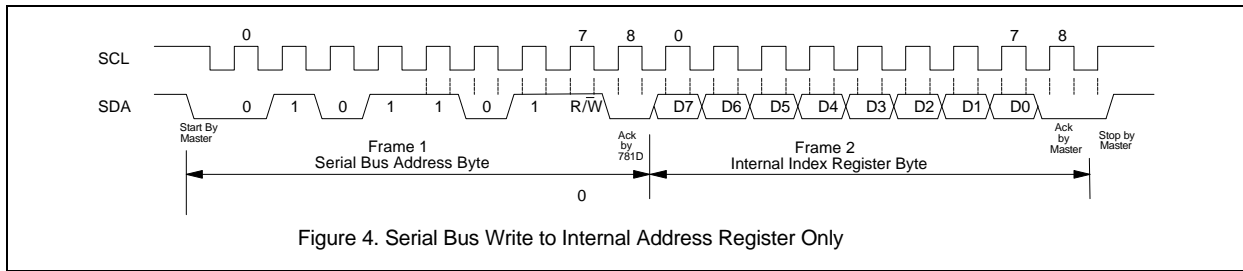 0 7 8 0 7 8
SCL
SDA 0 1 0 1 1 0 1 R/W D7 D6 D5 D4 D3 D2 D1 D0
Start By
Master
Frame 1
Serial Bus Address Byte
Ack
by
781D
Frame 2
Internal Index Register Byte
Ack
by
Master
Stop by
Master
0
Figure 4. Serial Bus Write to Internal Address Register Only